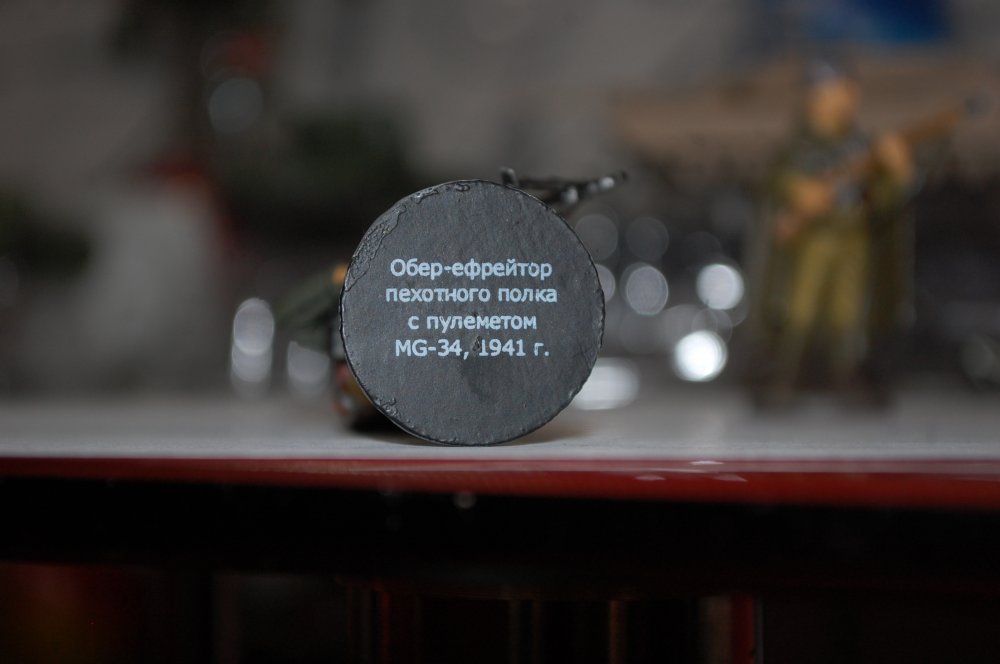 Обер-ефрейтор
пехотного полка
с пулеметом
MG-34, 1941 г.